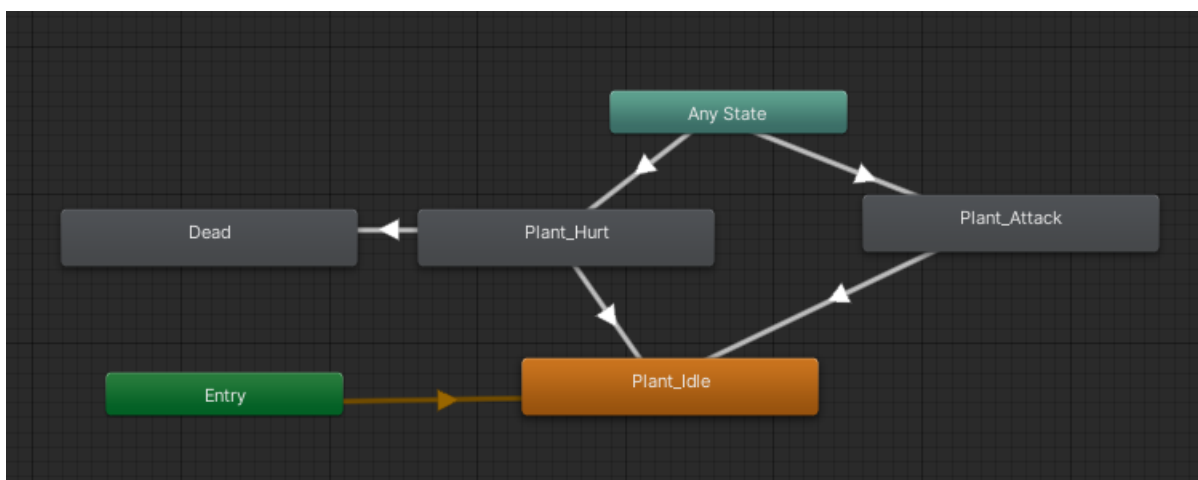 Any State
Dead
Plant_Hurt
Plant_Attack
Entry
Plant_Idle